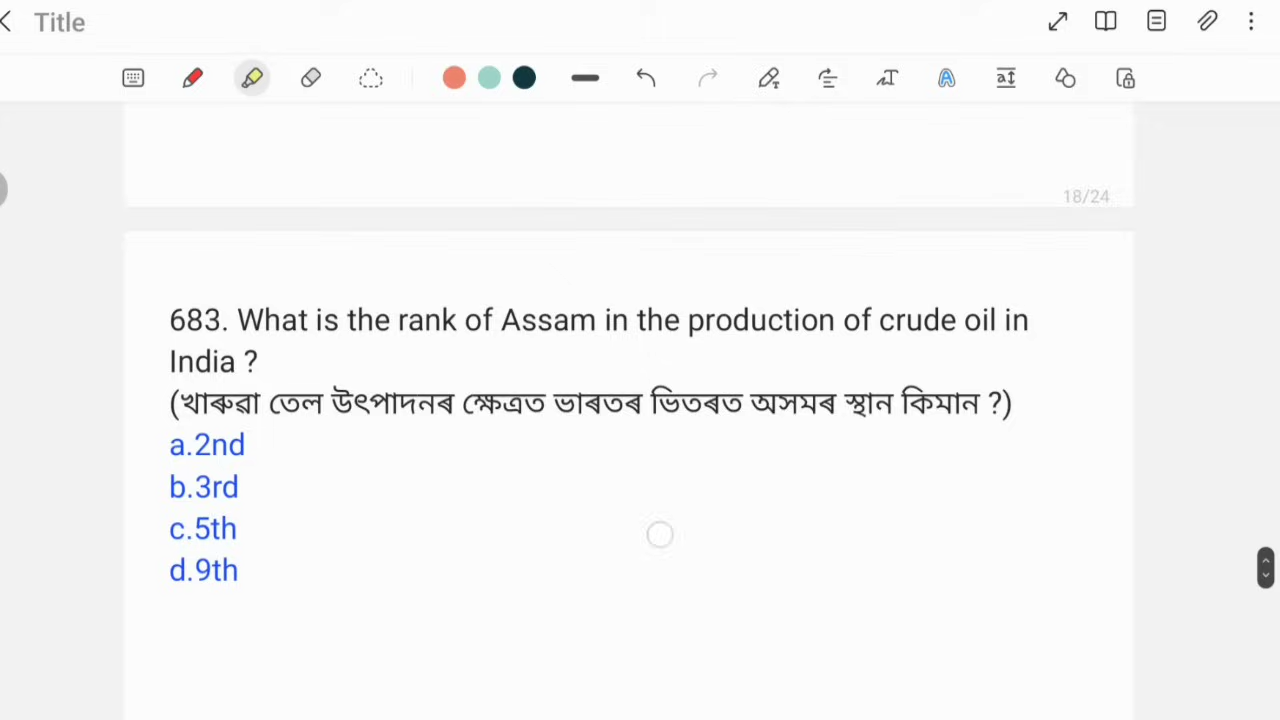 Title
18/24
683. What is the rank of Assam in the production of crude oil in
India ?
(খাৰুৱা তেল উৎপাদনৰ ক্ষেত্ৰত ভাৰতৰ ভিতৰত অসমৰ স্থান কিমান ?)
a.2nd
b.3rd
c.5th
d.9th